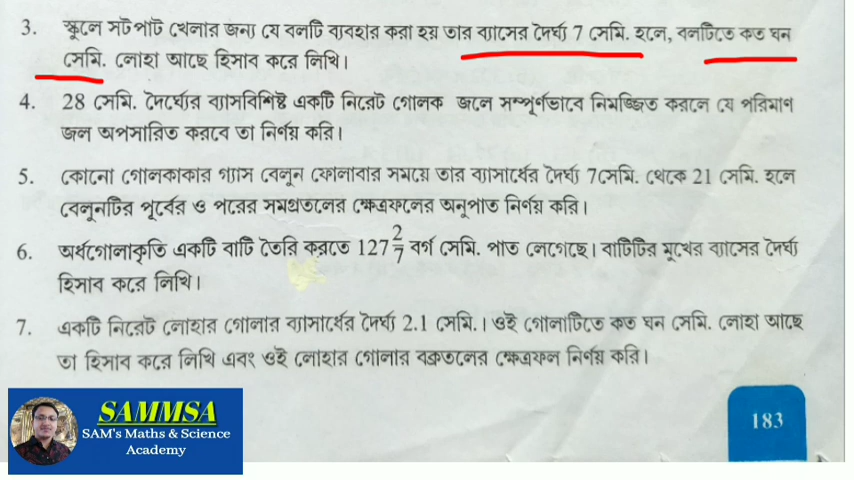 3. স্কুলে সটপাট খেলার জন্য যে বলটি ব্যবহার করা হয় তার ব্যাসের দৈর্ঘ্য 7 সেমি. হলে, বলটিতে কত ঘন
সেমি. লোহা আছে হিসাব করে লিখি।
4. 28 সেমি. দৈর্ঘ্যের ব্যাসবিশিষ্ট একটি নিরেট গোলক জলে সম্পূর্ণভাবে নিমজ্জিত করলে যে পরিমাণ
জল অপসারিত করবে তা নির্ণয় করি।
5. কোনো গোলকাকার গ্যাস বেলুন ফোলাবার সময়ে তার ব্যাসার্ধের দৈর্ঘ্য 7সেমি. থেকে 21 সেমি. হলে
বেলুনটির পূর্বের ও পরের সমগ্রতলের ক্ষেত্রফলের অনুপাত নির্ণয় করি।
6. অর্ধগোলাকৃতি একটি বাটি তৈরি করতে 127 2/7 বর্গ সেমি. পাত লেগেছে। বাটিটির মুখের ব্যাসের দৈর্ঘ্য
হিসাব করে লিখি।
7. একটি নিরেট লোহার গোলার ব্যাসার্ধের দৈর্ঘ্য 2.1 সেমি.। ওই গোলাটিতে কত ঘন সেমি. লোহা আছে
তা হিসাব করে লিখি এবং ওই লোহার গোলার বক্রতলের ক্ষেত্রফল নির্ণয় করি।
SAMMSA
SAM's Maths & Science
Academy
183